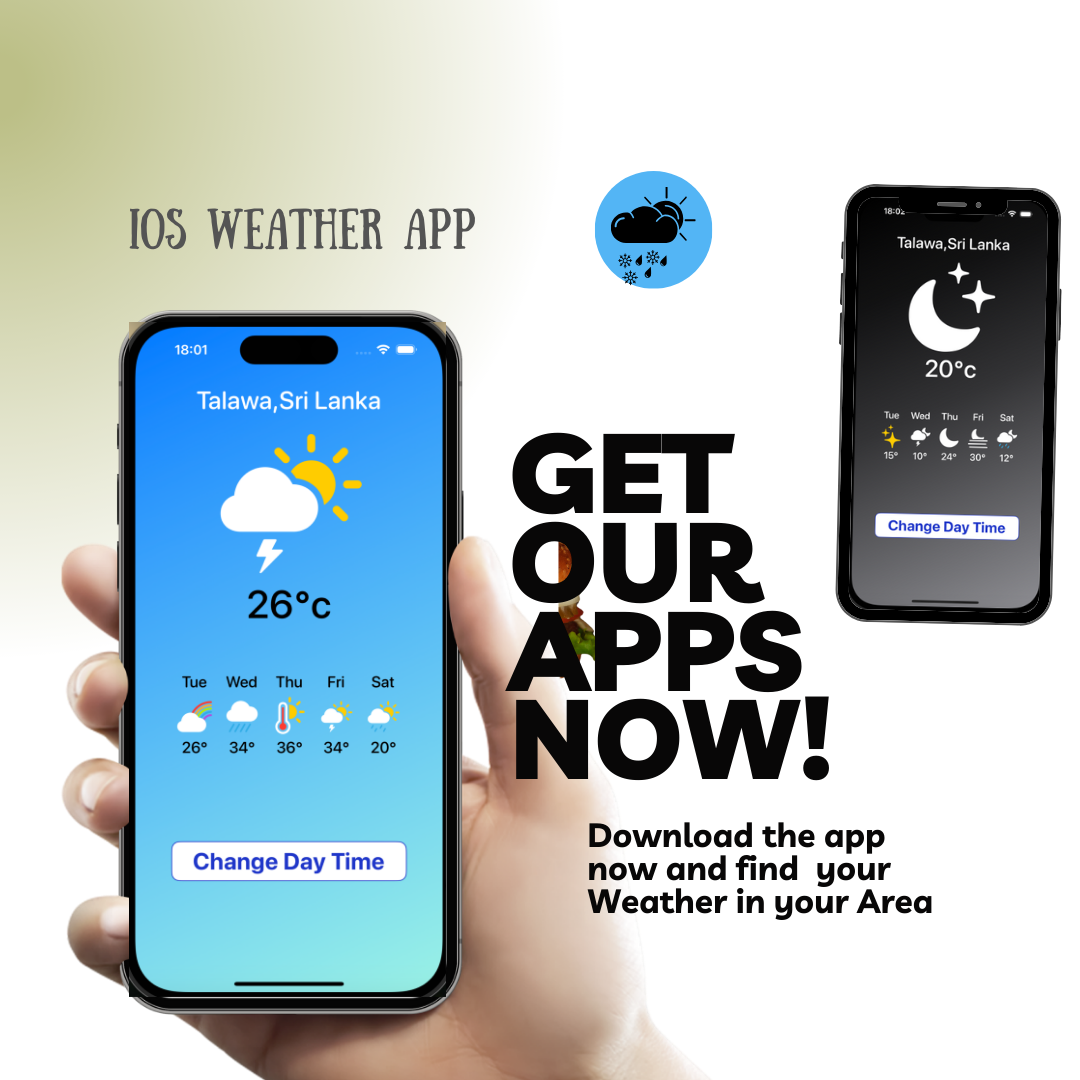 IOS WEATHER APP
18:01
Talawa,Sri Lanka
26°c
Tue Wed Thu Fri Sat
26° 34° 36° 34° 20°
Change Day Time
GET
OUR
APPS
NOW!
Download the app
now and find your
Weather in your Area
18:02
Talawa,Sri Lanka
20°c
Tue Wed Thu Fri Sat
15° 10° 24° 30° 12°
Change Day Time